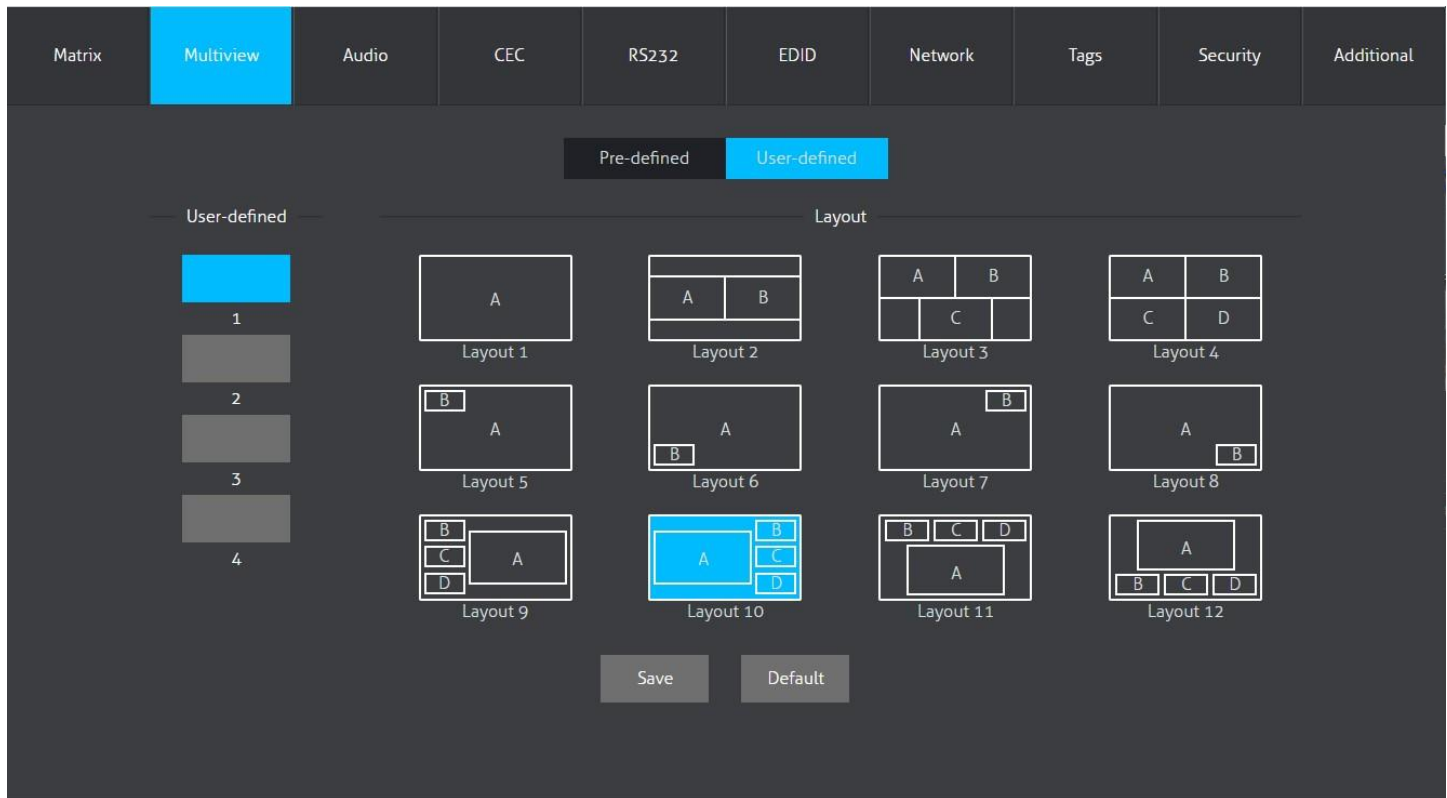 Matrix Multiview Audio CEC RS232 EDID Network Tags Security Additional
Pre-defined User-defined
User-defined
1
2
3
4
Layout
A
Layout 1
A B
Layout 2
A B
C
Layout 3
A B
C D
Layout 4
B
A
Layout 5
A
B
Layout 6
B
A
Layout 7
A
B
Layout 8
B
C A
D
Layout 9
B
A C
D
Layout 10
B C D
A
Layout 11
A
B C D
Layout 12
Save Default